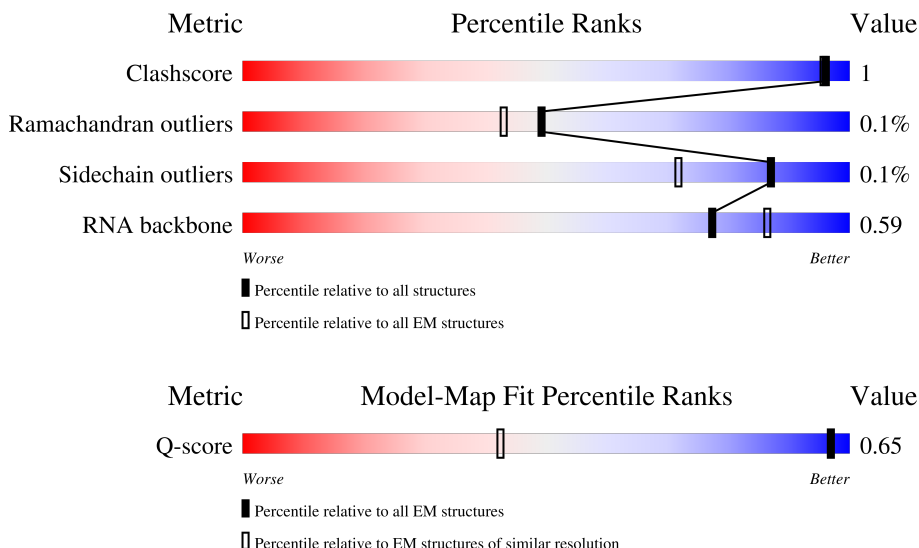 Metric Percentile Ranks Value
Clashscore 1
Ramachandran outliers 0.1%
Sidechain outliers 0.1%
RNA backbone 0.59
Worse Better
Percentile relative to all structures
Percentile relative to all EM structures
Metric Model-Map Fit Percentile Ranks Value
Q-score 0.65
Worse Better
Percentile relative to all EM structures
Percentile relative to EM structures of similar resolution